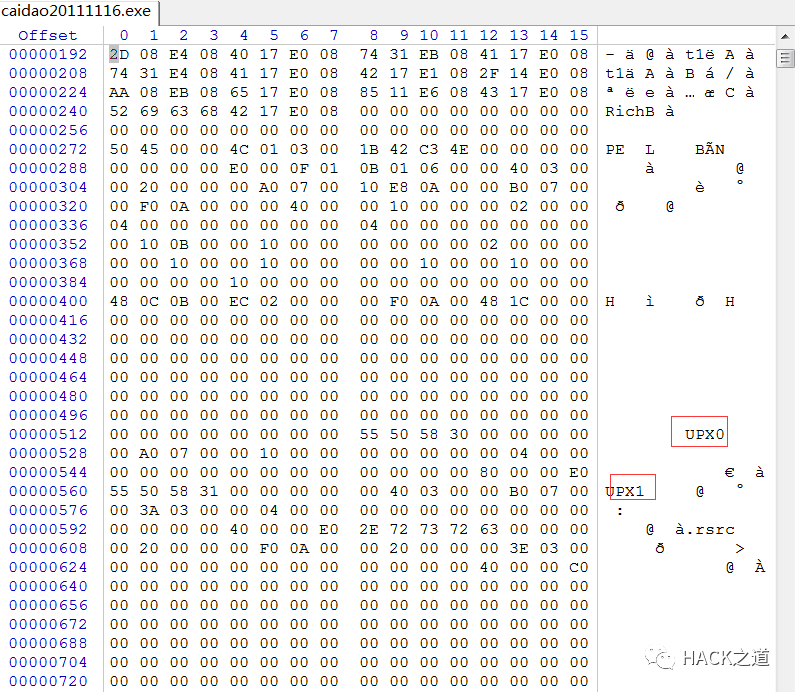 caidao20111116.exe
Offset 0 1 2 3 4 5 6 7 8 9 10 11 12 13 14 15
00000192 2D 08 E4 08 40 17 E0 08 74 31 EB 08 41 17 E0 08 - ä @ à t1ë A à
00000208 74 31 E4 08 41 17 E0 08 42 17 E1 08 2F 14 E0 08 t1ä A à B á / à
00000224 AA 08 EB 08 65 17 E0 08 85 11 E6 08 43 17 E0 08 ª ë e à … æ C à
00000240 52 69 63 68 42 17 E0 08 00 00 00 00 00 00 00 00 RichB à
00000256 00 00 00 00 00 00 00 00 00 00 00 00 00 00 00 00
00000272 50 45 00 00 4C 01 03 00 1B 42 C3 4E 00 00 00 00 PE L BÃN
00000288 00 00 00 00 E0 00 0F 01 0B 01 06 00 00 40 03 00 à @
00000304 00 20 00 00 00 A0 07 00 10 E8 0A 00 00 B0 07 00 è °
00000320 00 F0 0A 00 00 00 40 00 00 10 00 00 00 02 00 00 ð @
00000336 04 00 00 00 00 00 00 00 04 00 00 00 00 00 00 00
00000352 00 10 0B 00 00 10 00 00 00 00 00 00 02 00 00 00
00000368 00 00 10 00 00 10 00 00 00 00 10 00 00 10 00 00
00000384 00 00 00 00 10 00 00 00 00 00 00 00 00 00 00 00
00000400 48 0C 0B 00 EC 02 00 00 00 F0 0A 00 48 1C 00 00 H ì ð H
00000416 00 00 00 00 00 00 00 00 00 00 00 00 00 00 00 00
00000432 00 00 00 00 00 00 00 00 00 00 00 00 00 00 00 00
00000448 00 00 00 00 00 00 00 00 00 00 00 00 00 00 00 00
00000464 00 00 00 00 00 00 00 00 00 00 00 00 00 00 00 00
00000480 00 00 00 00 00 00 00 00 00 00 00 00 00 00 00 00
00000496 00 00 00 00 00 00 00 00 00 00 00 00 00 00 00 00
00000512 00 00 00 00 00 00 00 00 55 50 58 30 00 00 00 00 UPX0
00000528 00 A0 07 00 00 10 00 00 00 00 00 00 00 04 00 00
00000544 00 00 00 00 00 00 00 00 00 00 00 00 80 00 00 E0 € à
00000560 55 50 58 31 00 00 00 00 00 40 03 00 00 B0 07 00 UPX1 @ °
00000576 00 3A 03 00 00 04 00 00 00 00 00 00 00 00 00 00 :
00000592 00 00 00 00 40 00 00 E0 2E 72 73 72 63 00 00 00 @ à.rsrc
00000608 00 20 00 00 00 F0 0A 00 00 20 00 00 00 3E 03 00 ð >
00000624 00 00 00 00 00 00 00 00 00 00 00 00 40 00 00 C0 @ À
00000640 00 00 00 00 00 00 00 00 00 00 00 00 00 00 00 00
00000656 00 00 00 00 00 00 00 00 00 00 00 00 00 00 00 00
00000672 00 00 00 00 00 00 00 00 00 00 00 00 00 00 00 00
00000688 00 00 00 00 00 00 00 00 00 00 00 00 00 00 00 00
00000704 00 00 00 00 00 00 00 00 00 00 00 00 00 00 00 00
00000720 00 00 00 00 00 00 00 00 00 00 00 00 00 00 00 00
HACK之道